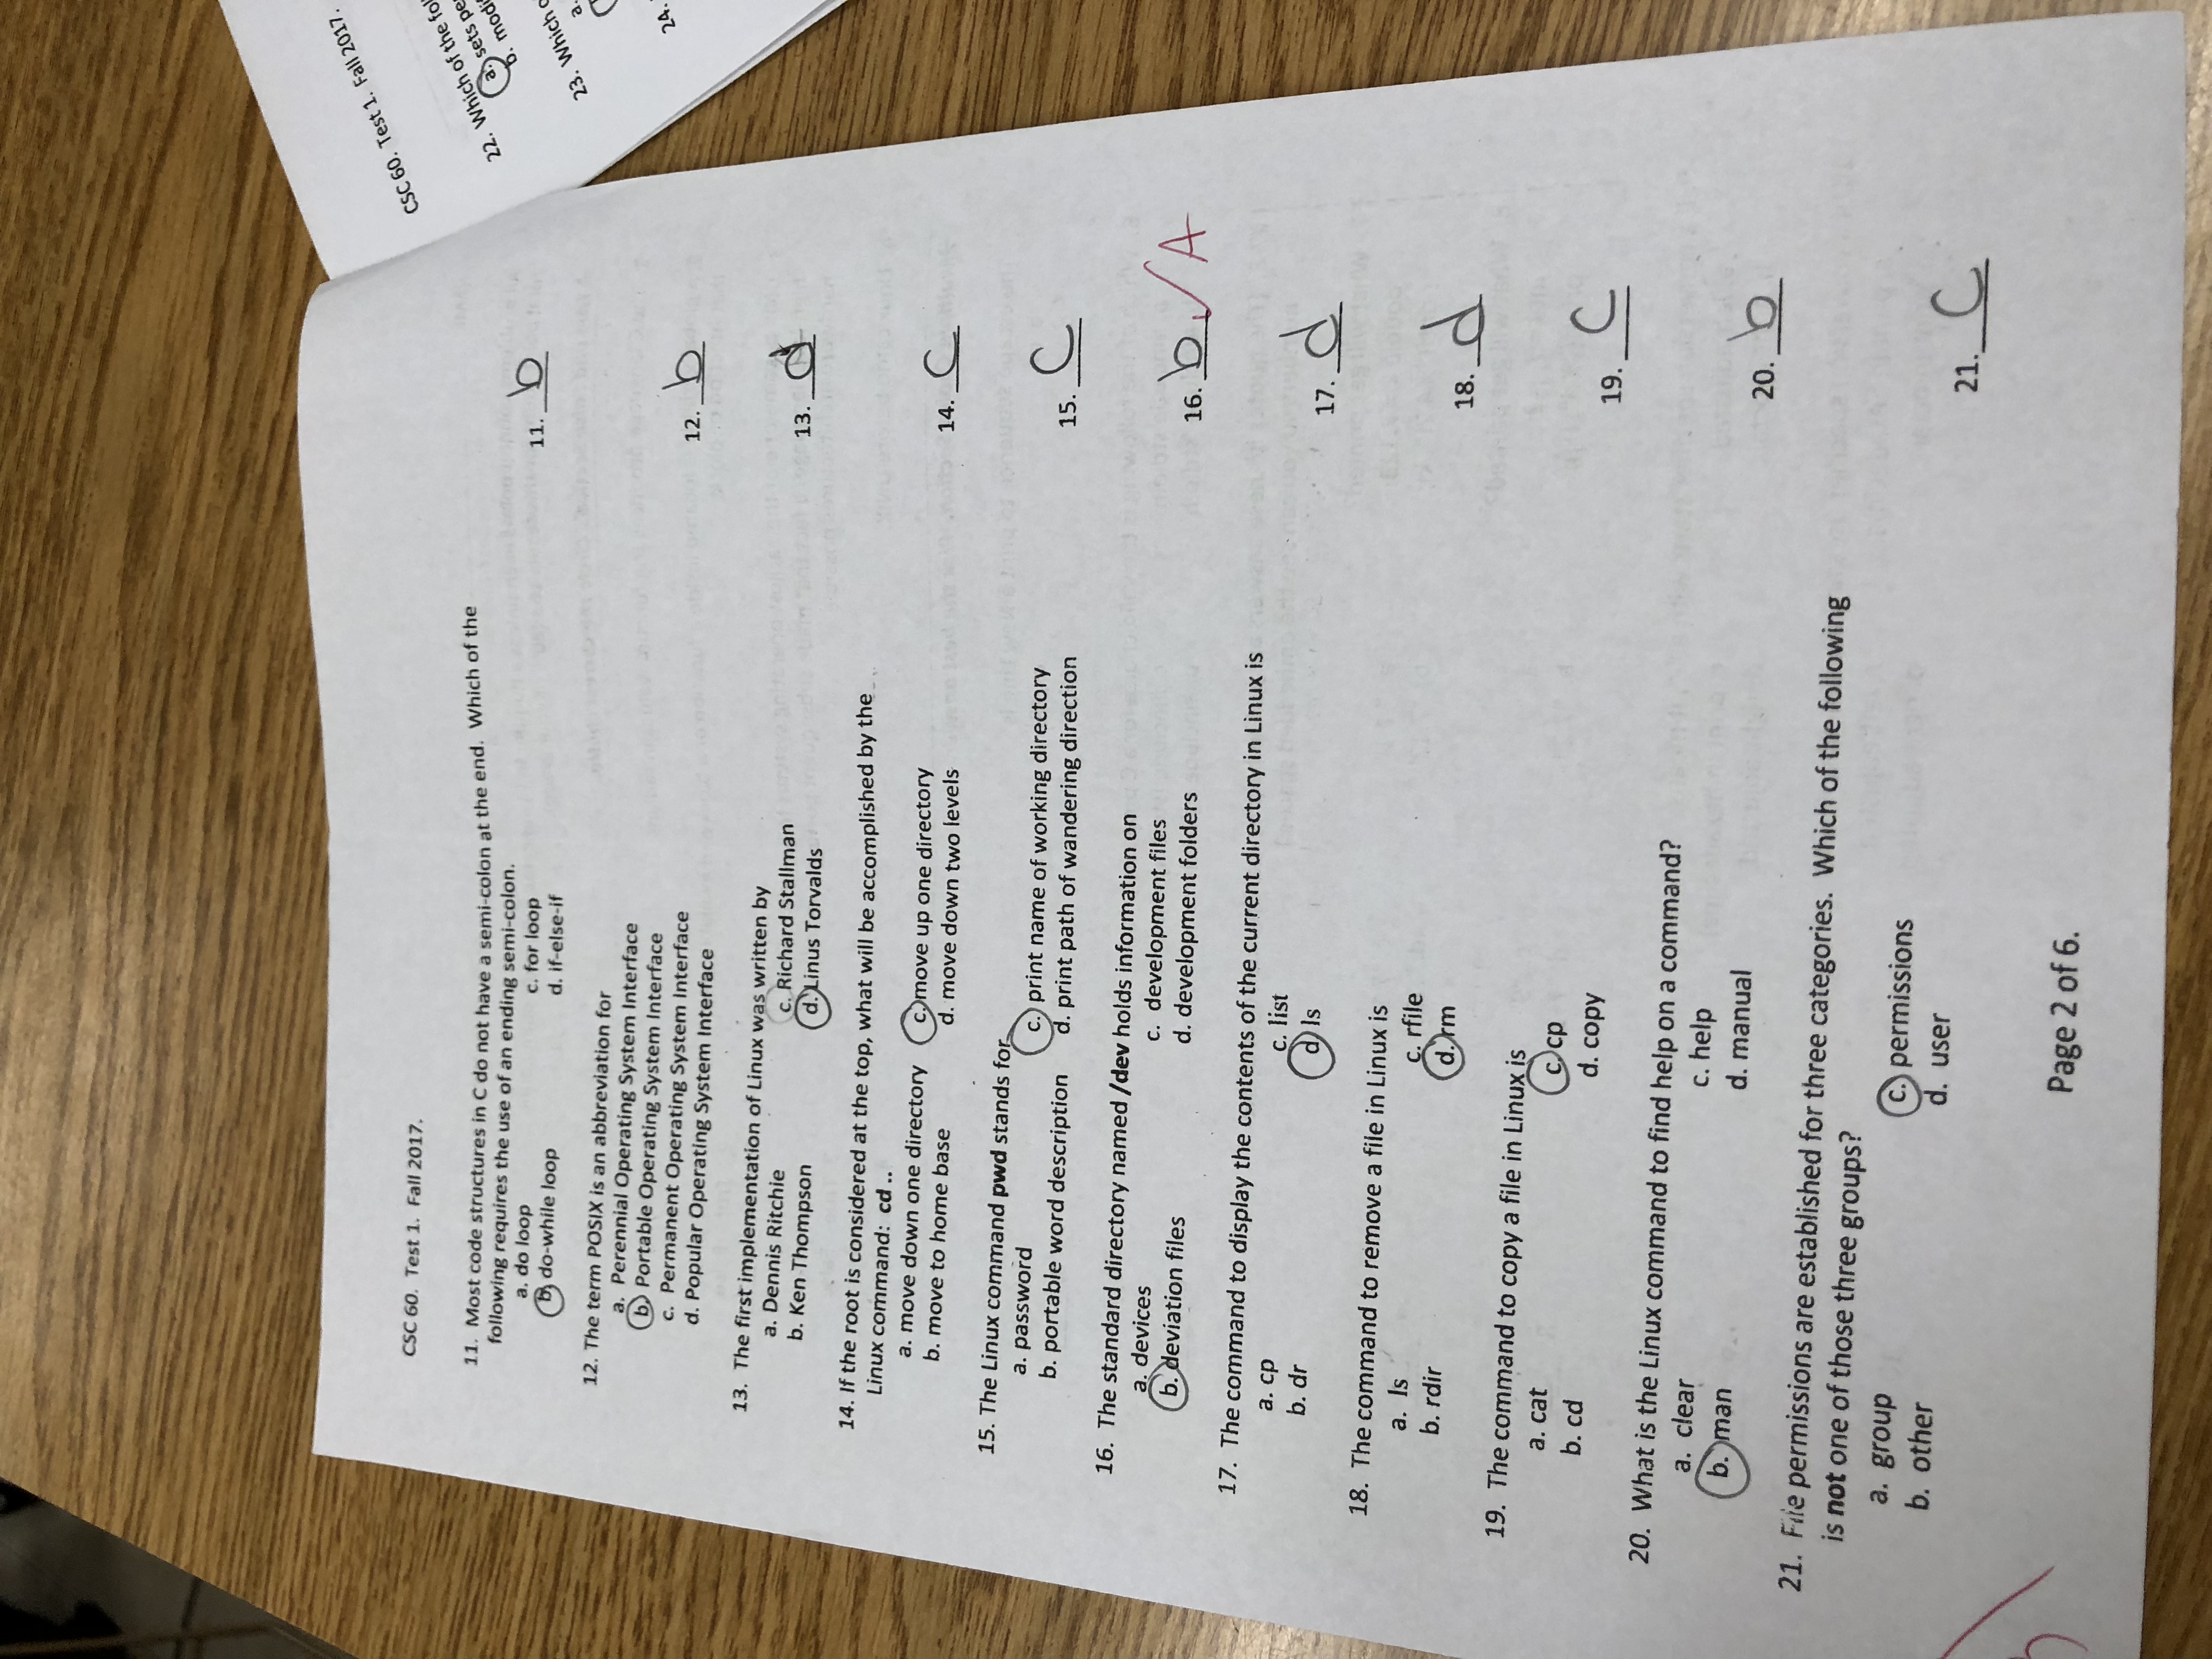 CSC 60. Test 1. Fall 2017.
11. Most code structures in C do not have a semi-colon at the end. Which of the
following requires the use of an ending semi-colon.
a. do loop
c. for loop
b. do-while loop
d. if-else-if
11. b
12. The term POSIX is an abbreviation for
a. Perennial Operating System Interface
b. Portable Operating System Interface
c. Permanent Operating System Interface
d. Popular Operating System Interface
12. b
13. The first implementation of Linux was written by
a. Dennis Ritchie
c. Richard Stallman
b. Ken Thompson
d. Linus Torvalds
13. d
14. If the root is considered at the top, what will be accomplished by the
Linux command: cd ..
a. move down one directory
c. move up one directory
b. move to home base
d. move down two levels
14. C
15. The Linux command pwd stands for
a. password
c. print name of working directory
b. portable word description
d. print path of wandering direction
15. C
16. The standard directory named /dev holds information on
a. devices
c. development files
b. deviation files
d. development folders
16. b A
17. The command to display the contents of the current directory in Linux is
a. cp
c. list
b. dr
d. ls
17. d
18. The command to remove a file in Linux is
a. ls
c. rfile
b. rdir
d. rm
18. d
19. The command to copy a file in Linux is
a. cat
c. cp
b. cd
d. copy
19. C
20. What is the Linux command to find help on a command?
a. clear
c. help
b. man
d. manual
20. b
21. File permissions are established for three categories. Which of the following
is not one of those three groups?
a. group
c. permissions
b. other
d. user
21. C
Page 2 of 6.
CSC 60. Test 1. Fall 2017.
22. Which of the
a. sets
b.
23. Which
a.
24.